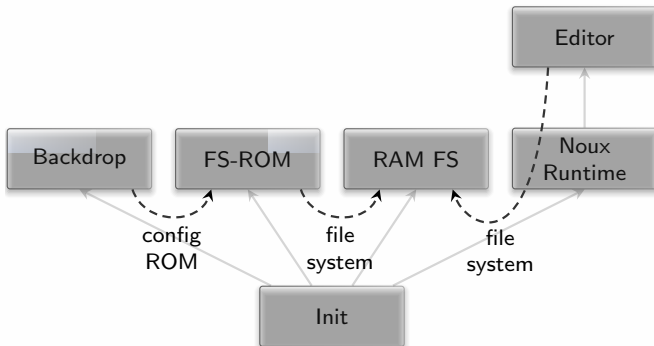 Editor
Backdrop
FS-ROM
RAM FS
Noux
Runtime
config
ROM
file
system
file
system
Init